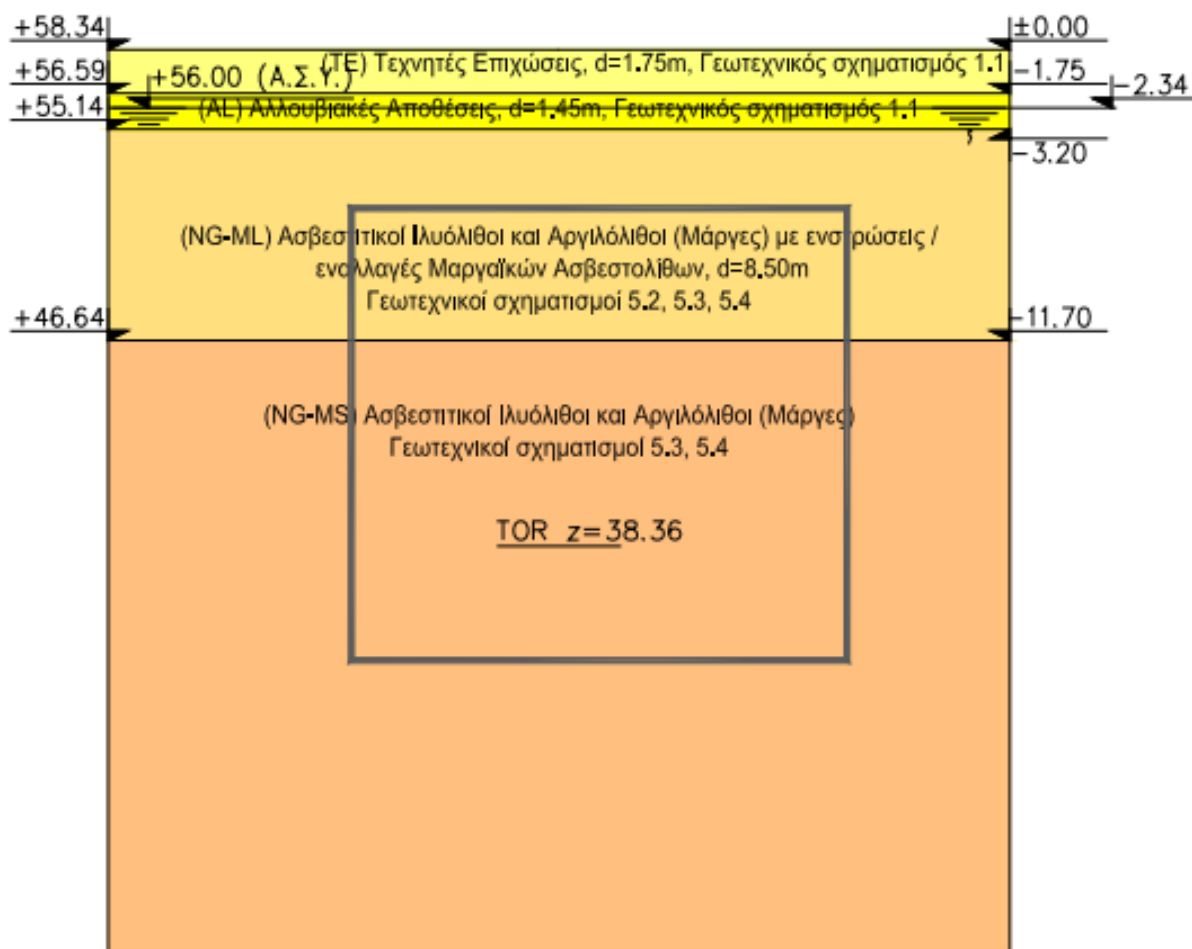 +58.34
±0.00
(TE) Τεχνητές Επιχώσεις, d=1.75m, Γεωτεχνικός σχηματισμός 1.1
+56.59
-1.75
+56.00 (Α.Σ.Υ.)
-2.34
+55.14
(AL) Αλλουβιακές Αποθέσεις, d=1.45m, Γεωτεχνικός σχηματισμός 1.1
-3.20
(NG-ML) Ασβεστιτικοί Ιλυόλιθοι και Αργιλόλιθοι (Μάργες) με ενστρώσεις /
εναλλαγές Μαργαϊκών Ασβεστολίθων, d=8.50m
Γεωτεχνικοί σχηματισμοί 5.2, 5.3, 5.4
+46.64
-11.70
(NG-MS) Ασβεστιτικοί Ιλυόλιθοι και Αργιλόλιθοι (Μάργες)
Γεωτεχνικοί σχηματισμοί 5.3, 5.4
TOR z=38.36